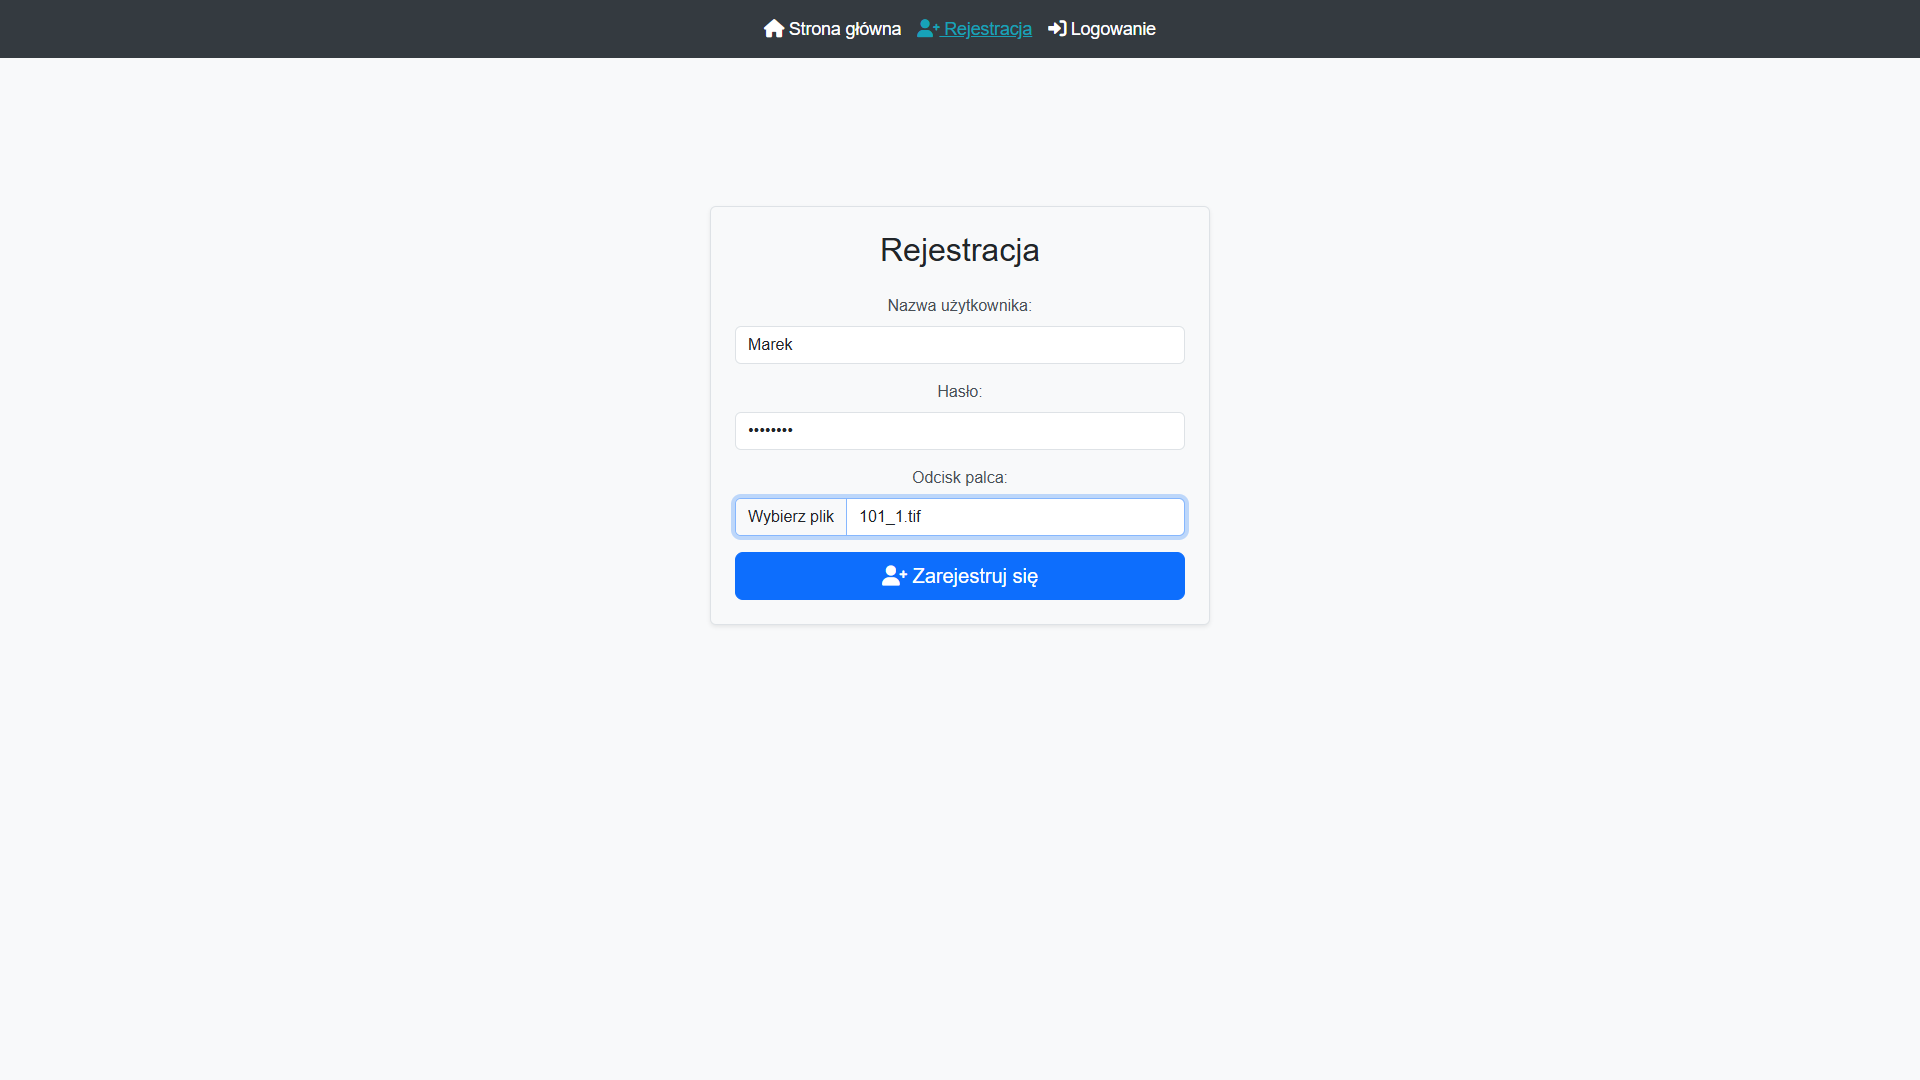 Strona główna Rejestracja Logowanie
Rejestracja
Nazwa użytkownika:
Marek
Hasło:
••••••••
Odcisk palca:
Wybierz plik 101_1.tif
Zarejestruj się